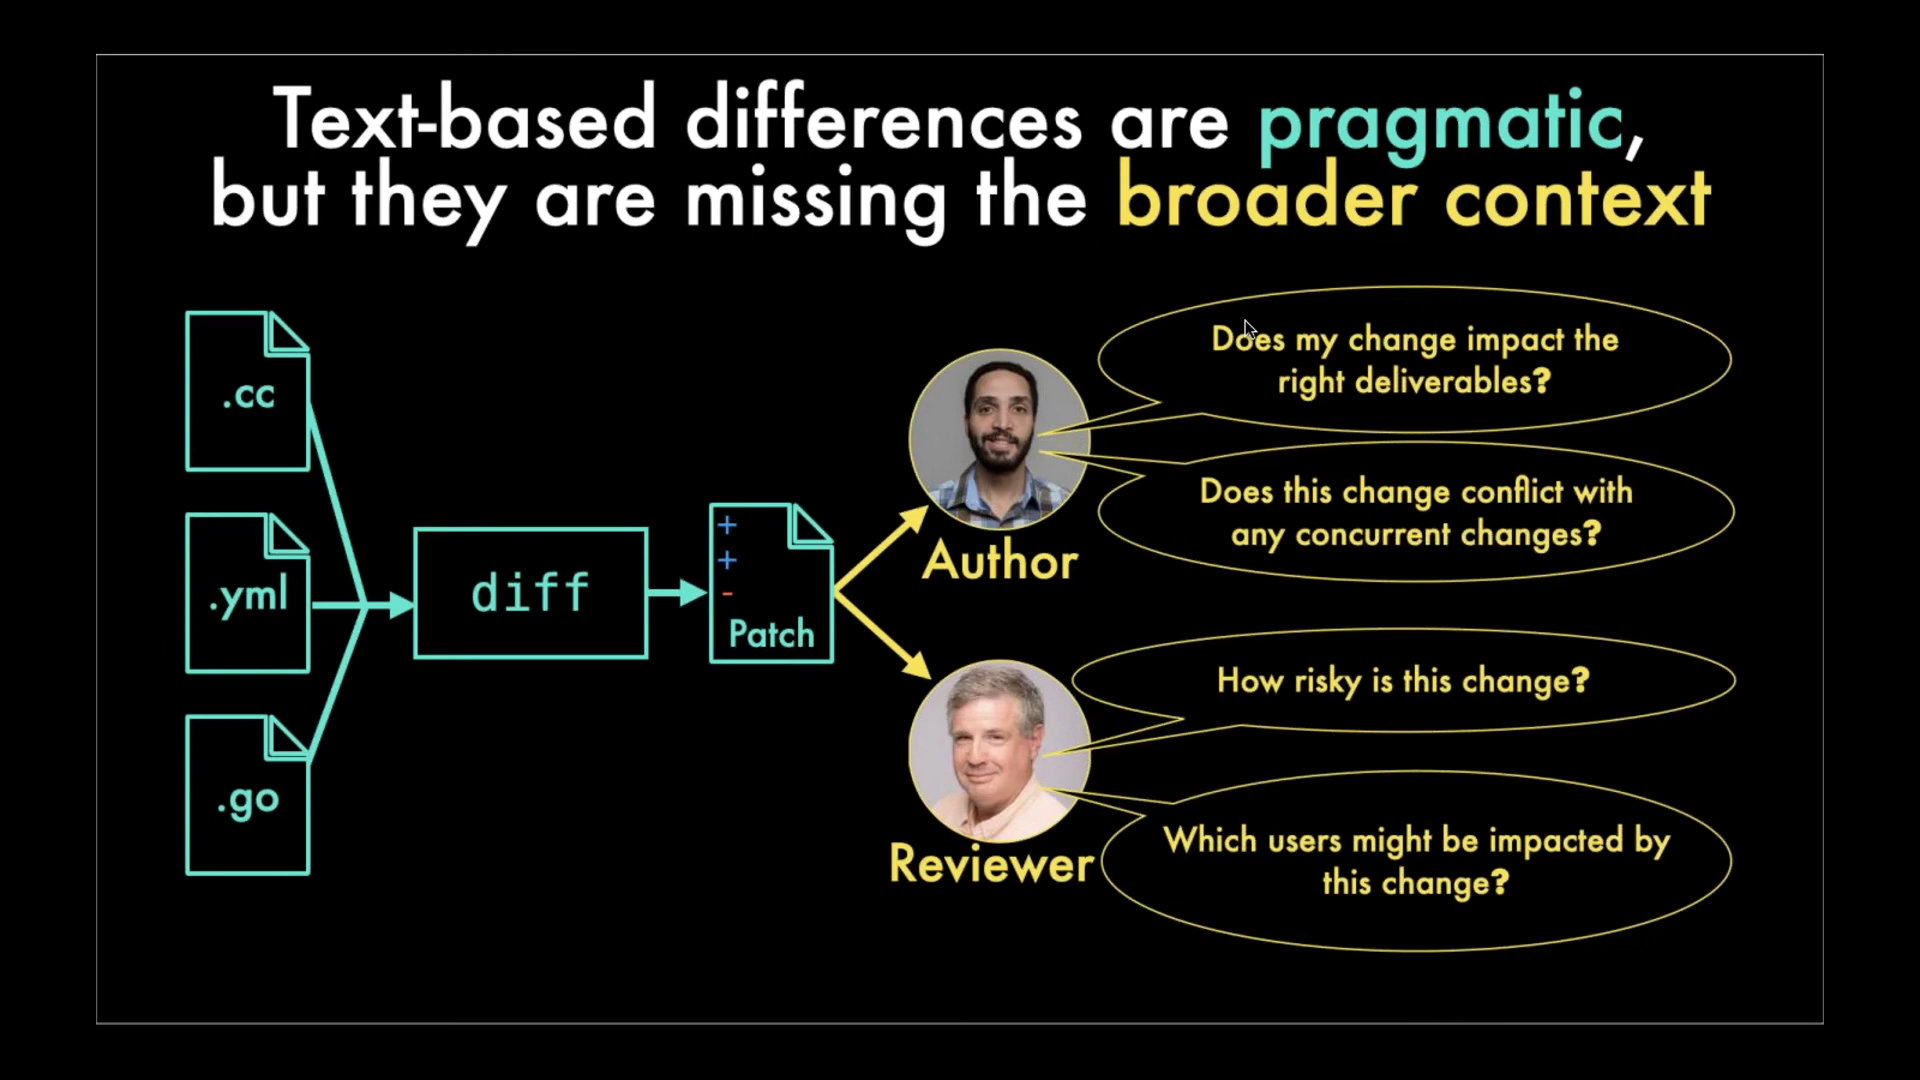 Text-based differences are pragmatic,
but they are missing the broader context
.cc
.yml
.go
diff
+
+
-
Patch
Author
Does my change impact the
right deliverables?
Does this change conflict with
any concurrent changes?
Reviewer
How risky is this change?
Which users might be impacted by
this change?